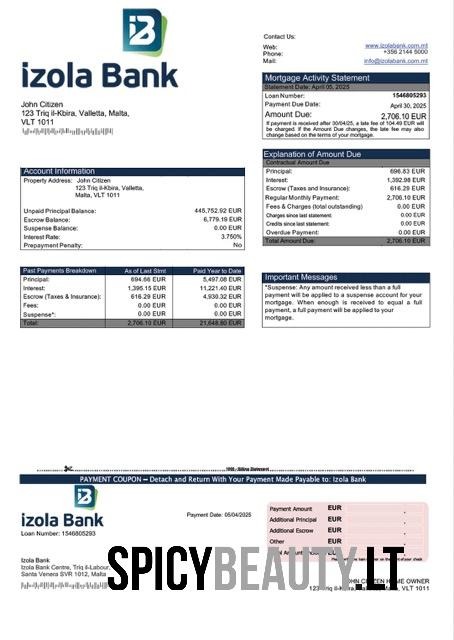 izola Bank
Contact Us:
Web: www.izolabank.com.mt
Phone: +356 2144 5000
Mail: info@izolabank.com.mt
Mortgage Activity Statement
Statement Date: April 05, 2025
Loan Number: 1546805293
Payment Due Date: April 30, 2025
Amount Due: 2,706.10 EUR
If payment is received after 30/04/25, a late fee of 104.49 EUR will
be charged. If the Amount Due changes, the late fee may also
change based on the terms of your mortgage.
John Citizen
123 Triq il-Kbira, Valletta, Malta,
VLT 1011
Explanation of Amount Due
Contractual Amount Due
Principal: 696.83 EUR
Interest: 1,392.98 EUR
Escrow (Taxes and Insurance): 616.29 EUR
Regular Monthly Payment: 2,706.10 EUR
Fees & Charges (total outstanding) 0.00 EUR
Charges since last statement: 0.00 EUR
Credits since last statement: 0.00 EUR
Overdue Payment: 0.00 EUR
Total Amount Due: 2,706.10 EUR
Account Information
Property Address: John Citizen
123 Triq il-Kbira, Valletta,
Malta, VLT 1011
Unpaid Principal Balance: 445,752.92 EUR
Escrow Balance: 6,779.19 EUR
Suspense Balance: 0.00 EUR
Interest Rate: 3.750%
Prepayment Penalty: No
Past Payments Breakdown As of Last Stmt Paid Year to Date
Principal: 694.66 EUR 5,497.08 EUR
Interest: 1,395.15 EUR 11,221.40 EUR
Escrow (Taxes & Insurance): 616.29 EUR 4,930.32 EUR
Fees: 0.00 EUR 0.00 EUR
Suspense*: 0.00 EUR 0.00 EUR
Total: 2,706.10 EUR 21,648.80 EUR
Important Messages
*Suspense: Any amount received less than a full
payment will be applied to a suspense account for your
mortgage. When enough is received to equal a full
payment, a full payment will be applied to your
mortgage.
Billing Statement
PAYMENT COUPON – Detach and Return With Your Payment Made Payable to: Izola Bank
izola Bank
Loan Number: 1546805293
Payment Date: 05/04/2025
Payment Amount EUR
Additional Principal EUR
Additional Escrow EUR
Other EUR
Izola Bank
Izola Bank Centre, Triq il-Labour,
Santa Venera SVR 1012, Malta
SPICYBEAUTY.LT
CITIZEN HOME OWNER
Kbira, Valletta, Malta, VLT 1011